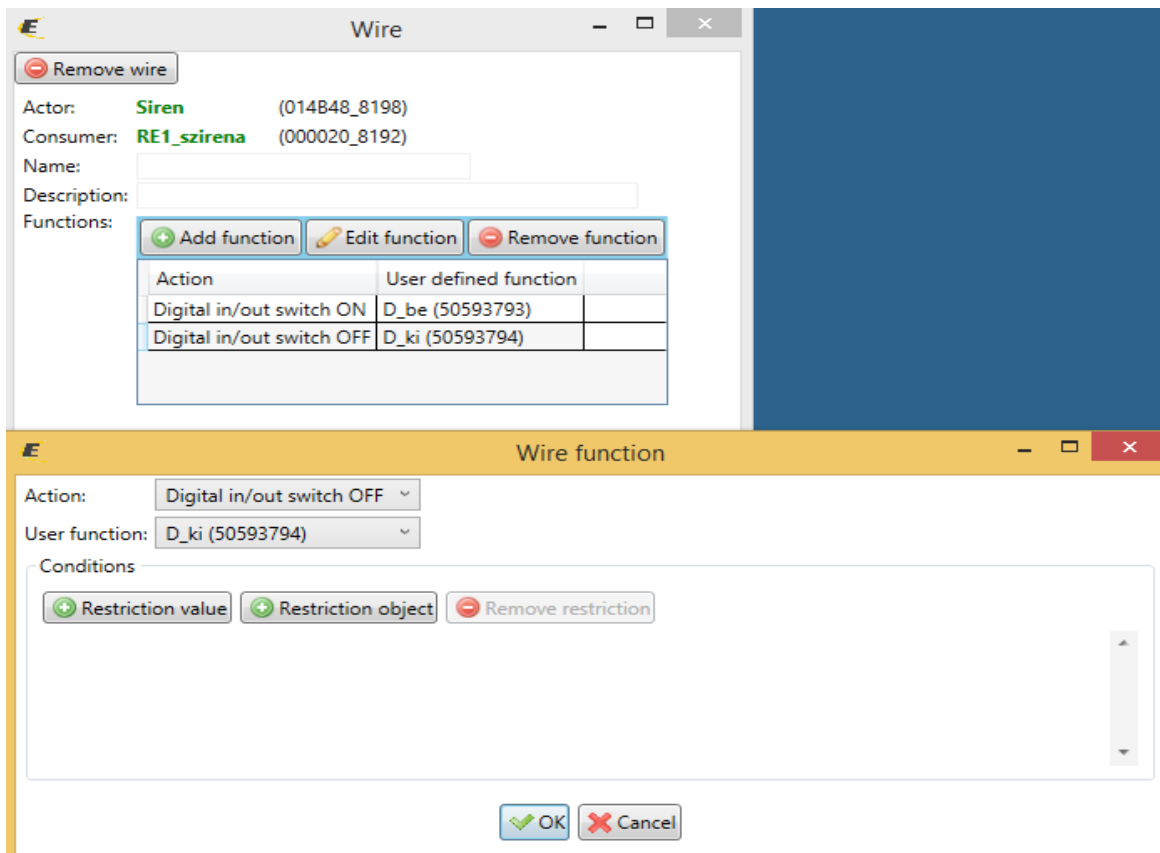 Wire
Remove wire
Actor: Siren (014B48_8198)
Consumer: RE1_szirena (000020_8192)
Name:
Description:
Functions:
Add function Edit function Remove function
Action User defined function
Digital in/out switch ON D_be (50593793)
Digital in/out switch OFF D_ki (50593794)
Wire function
Action: Digital in/out switch OFF
User function: D_ki (50593794)
Conditions
Restriction value Restriction object Remove restriction
OK Cancel